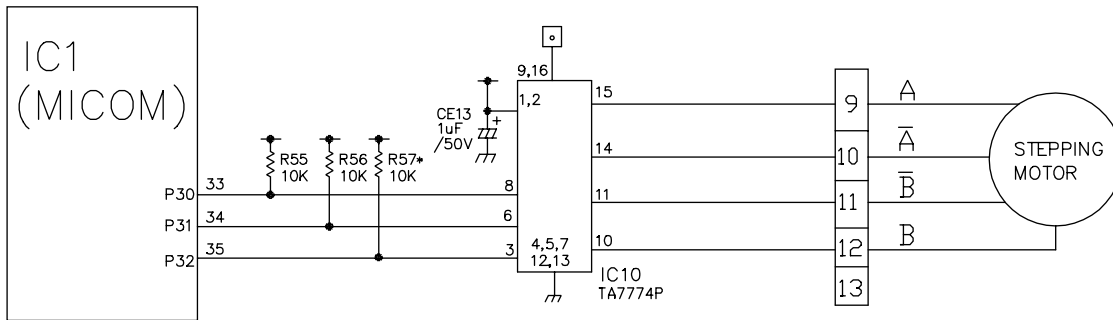 IC1
(MICOM)
P30
P31
P32
33
34
35
R55
10K
R56
10K
R57*
10K
CE13
1uF
/50V
+
9,16
1,2
8
6
3
4,5,7
12,13
15
14
11
10
IC10
TA7774P
9
10
11
12
13
A
A̅
B̅
B
STEPPING
MOTOR